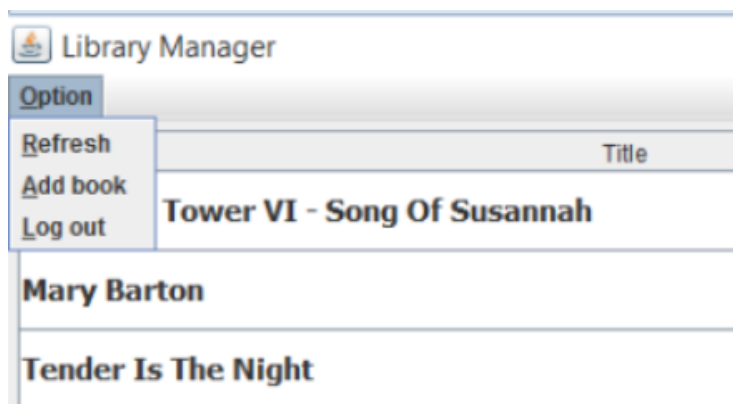 Library Manager
Option
Refresh
Title
Add book
Tower VI - Song Of Susannah
Log out
Mary Barton
Tender Is The Night